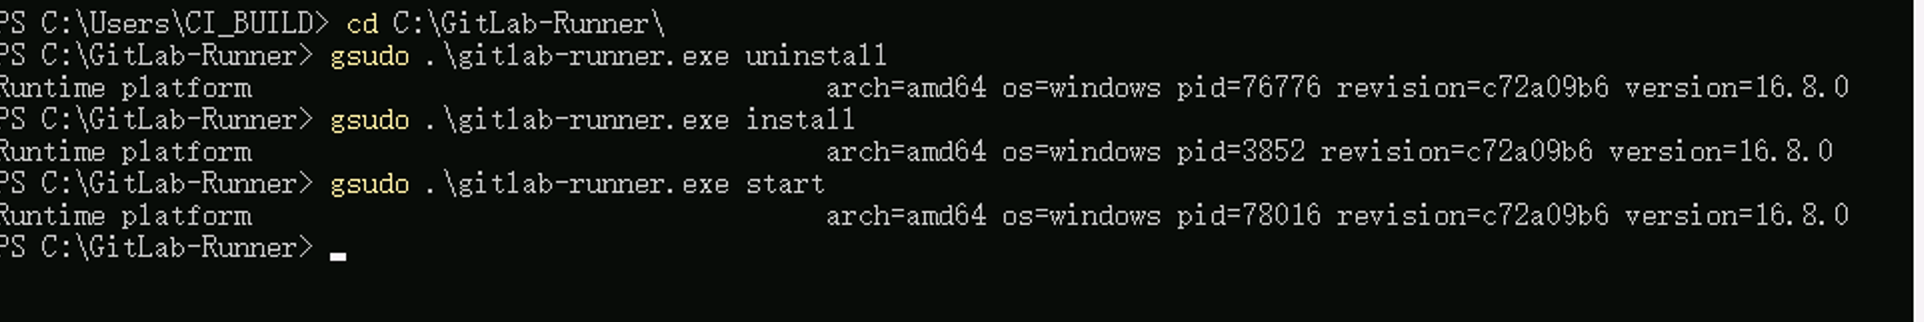 PS C:\Users\CI_BUILD> cd C:\GitLab-Runner\
PS C:\GitLab-Runner> gsudo .\gitlab-runner.exe uninstall
Runtime platform                                    arch=amd64 os=windows pid=76776 revision=c72a09b6 version=16.8.0
PS C:\GitLab-Runner> gsudo .\gitlab-runner.exe install
Runtime platform                                    arch=amd64 os=windows pid=3852 revision=c72a09b6 version=16.8.0
PS C:\GitLab-Runner> gsudo .\gitlab-runner.exe start
Runtime platform                                    arch=amd64 os=windows pid=78016 revision=c72a09b6 version=16.8.0
PS C:\GitLab-Runner>